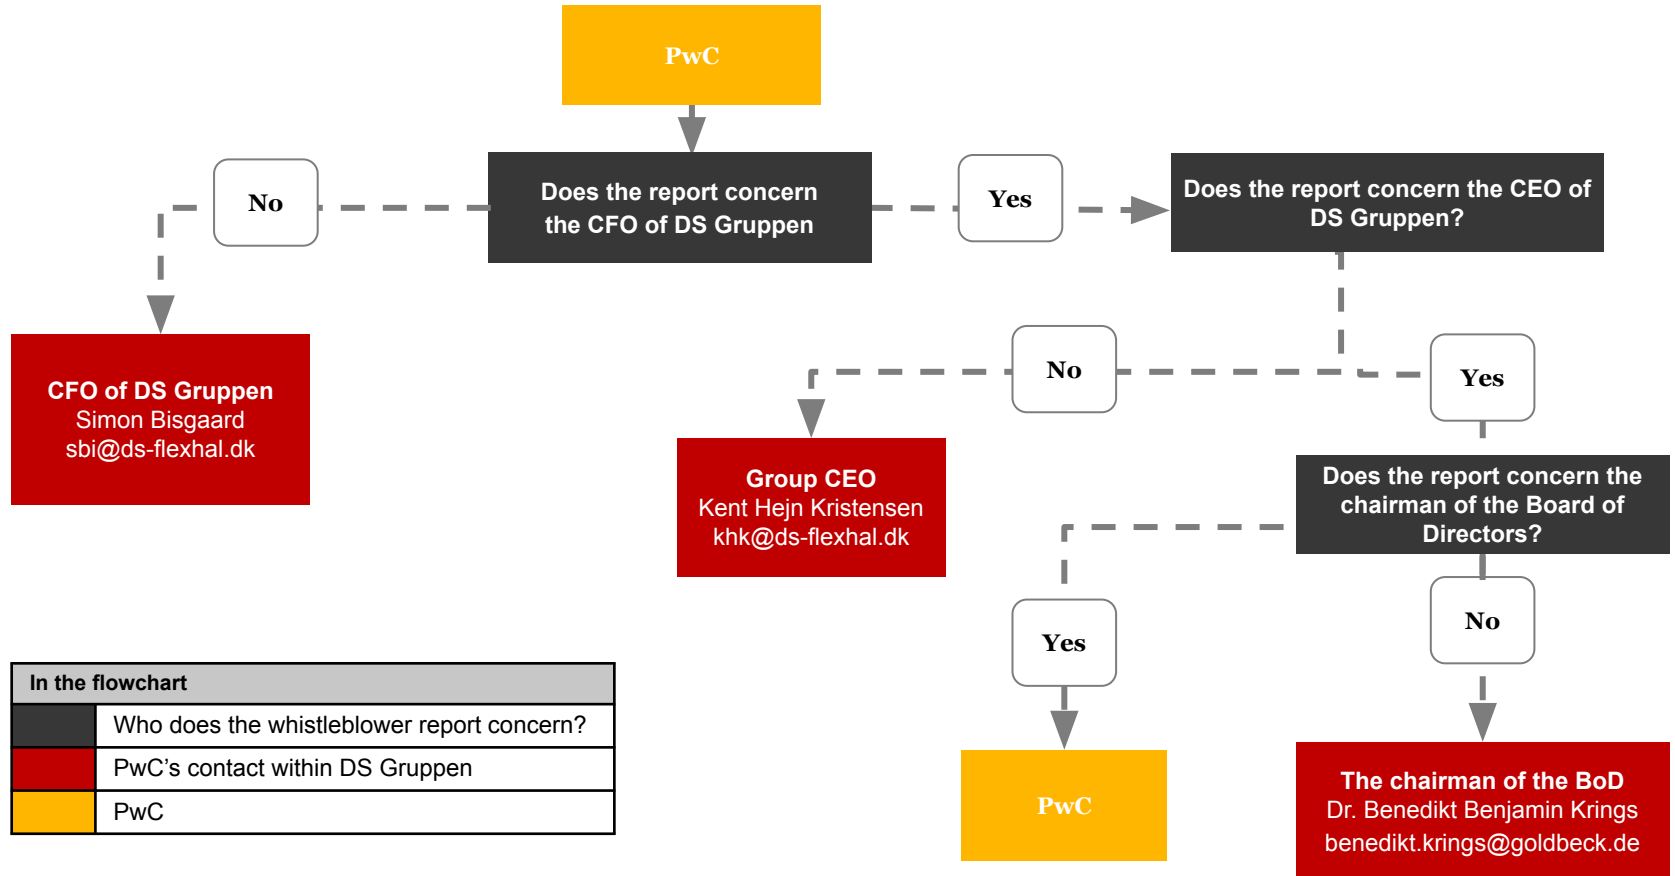 PwC
No
Does the report concern
the CFO of DS Gruppen
Yes
Does the report concern the CEO of
DS Gruppen?
CFO of DS Gruppen
Simon Bisgaard
sbi@ds-flexhal.dk
No
Yes
Group CEO
Kent Hejn Kristensen
khk@ds-flexhal.dk
Does the report concern the
chairman of the Board of
Directors?
Yes
No
PwC
The chairman of the BoD
Dr. Benedikt Benjamin Krings
benedikt.krings@goldbeck.de
In the flowchart
Who does the whistleblower report concern?
PwC’s contact within DS Gruppen
PwC